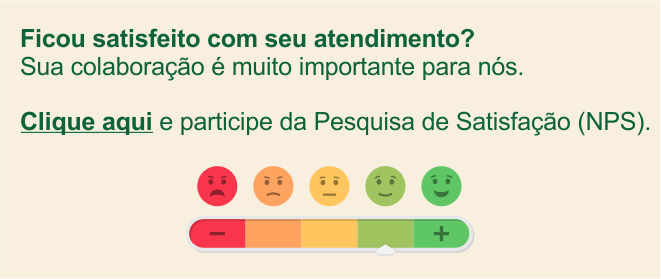 Ficou satisfeito com seu atendimento?
Sua colaboração é muito importante para nós.
Clique aqui e participe da Pesquisa de Satisfação (NPS).
− +